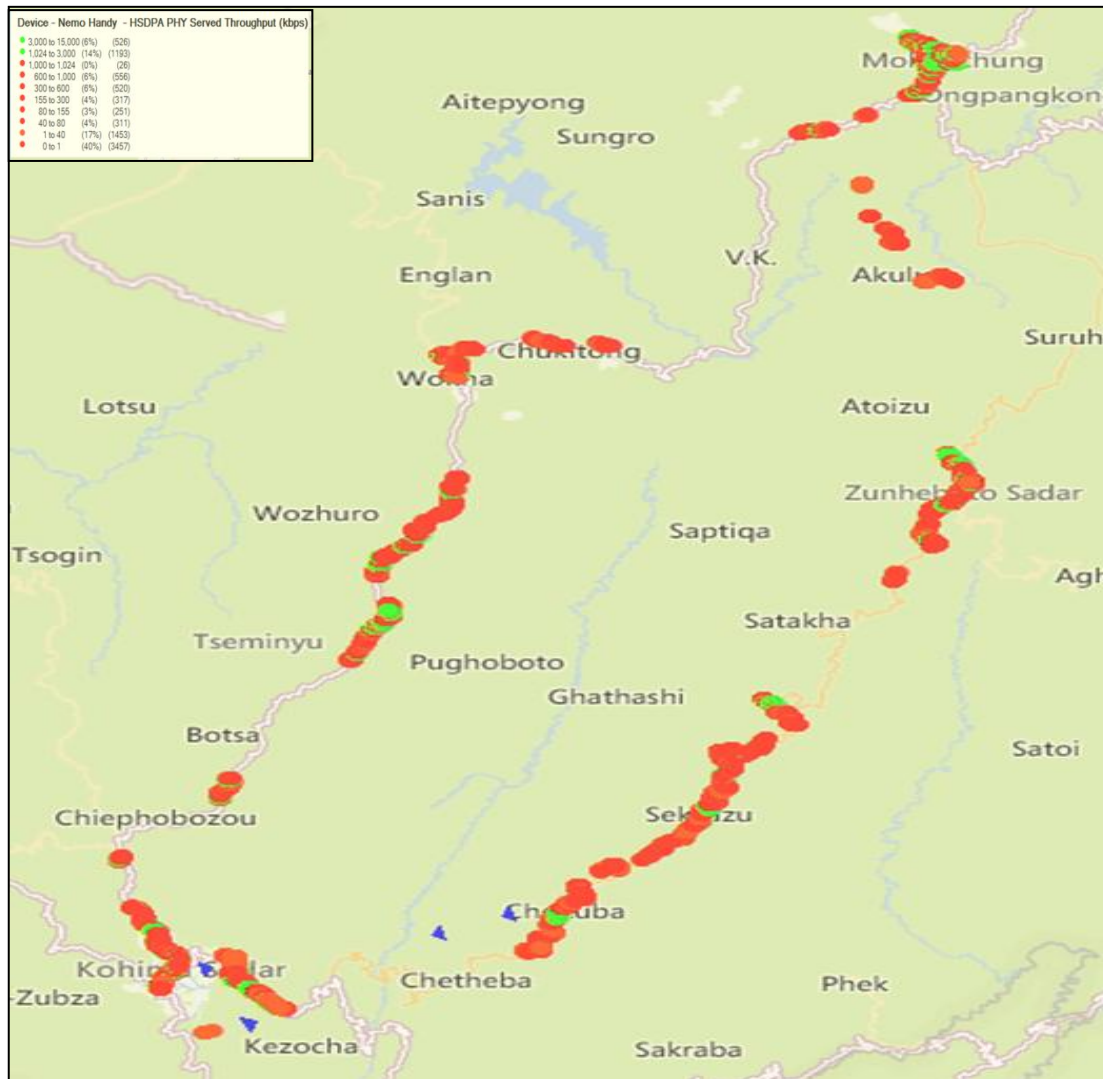 Device - Nemo Handy - HSDPA PHY Served Throughput (kbps)
3,000 to 15,000 (6%) (526)
1,024 to 3,000 (14%) (1193)
1,000 to 1,024 (0%) (26)
600 to 1,000 (6%) (556)
300 to 600 (6%) (520)
155 to 300 (4%) (317)
80 to 155 (3%) (251)
40 to 80 (4%) (311)
1 to 40 (17%) (1453)
0 to 1 (40%) (3457)
Aitepyong
Sungro
Sanis
V.K.
Englan
Suruh
Chukitong
Lotsu
Atoizu
Zunheboto Sadar
Wozhuro
Saptiqa
Tsogin
Agh
Satakha
Tseminyu
Pughoboto
Ghathashi
Botsa
Satoi
Chiephobozou
Kohima Sadar
Chetheba
Phek
-Zubza
Kezocha
Sakraba